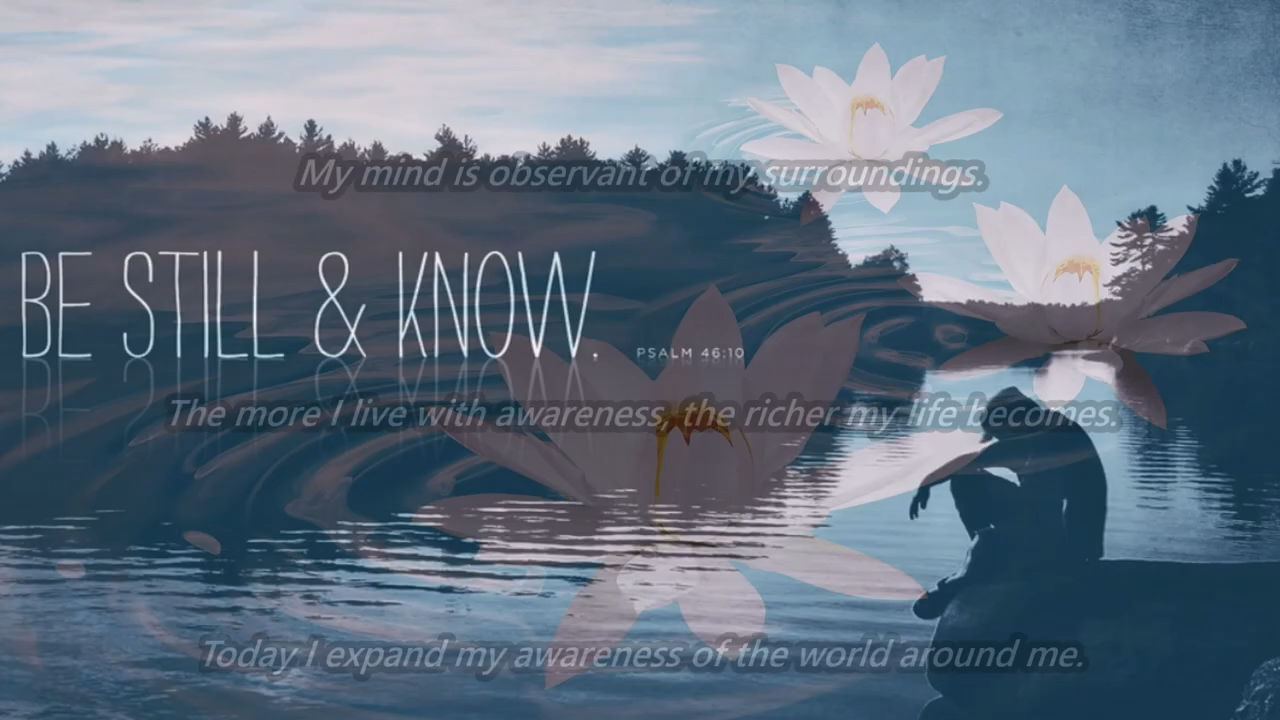 My mind is observant of my surroundings.
BE STILL & KNOW.
PSALM 46:10
The more I live with awareness, the richer my life becomes.
Today I expand my awareness of the world around me.